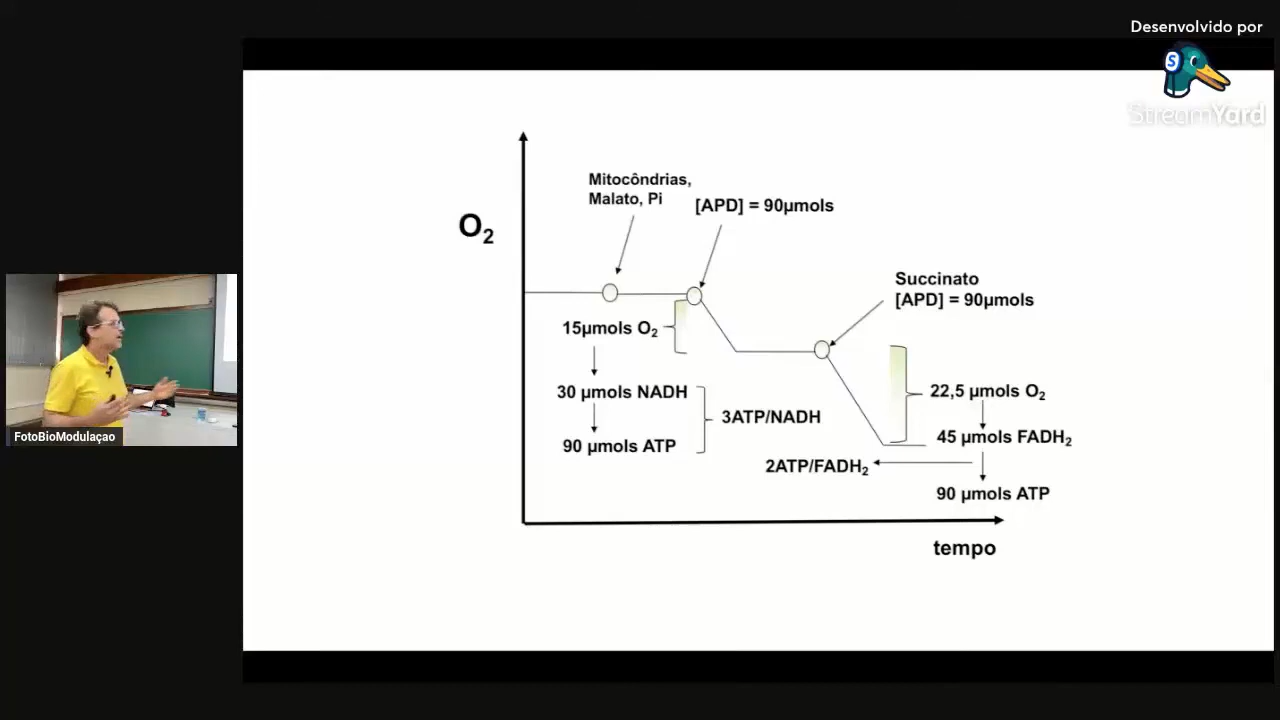 Desenvolvido por
StreamYard
Mitocôndrias,
Malato, Pi
[APD] = 90µmols
O₂
Succinato
[APD] = 90µmols
15µmols O₂
30 µmols NADH
3ATP/NADH
90 µmols ATP
22,5 µmols O₂
45 µmols FADH₂
2ATP/FADH₂
90 µmols ATP
tempo
FotoBioModulaçao